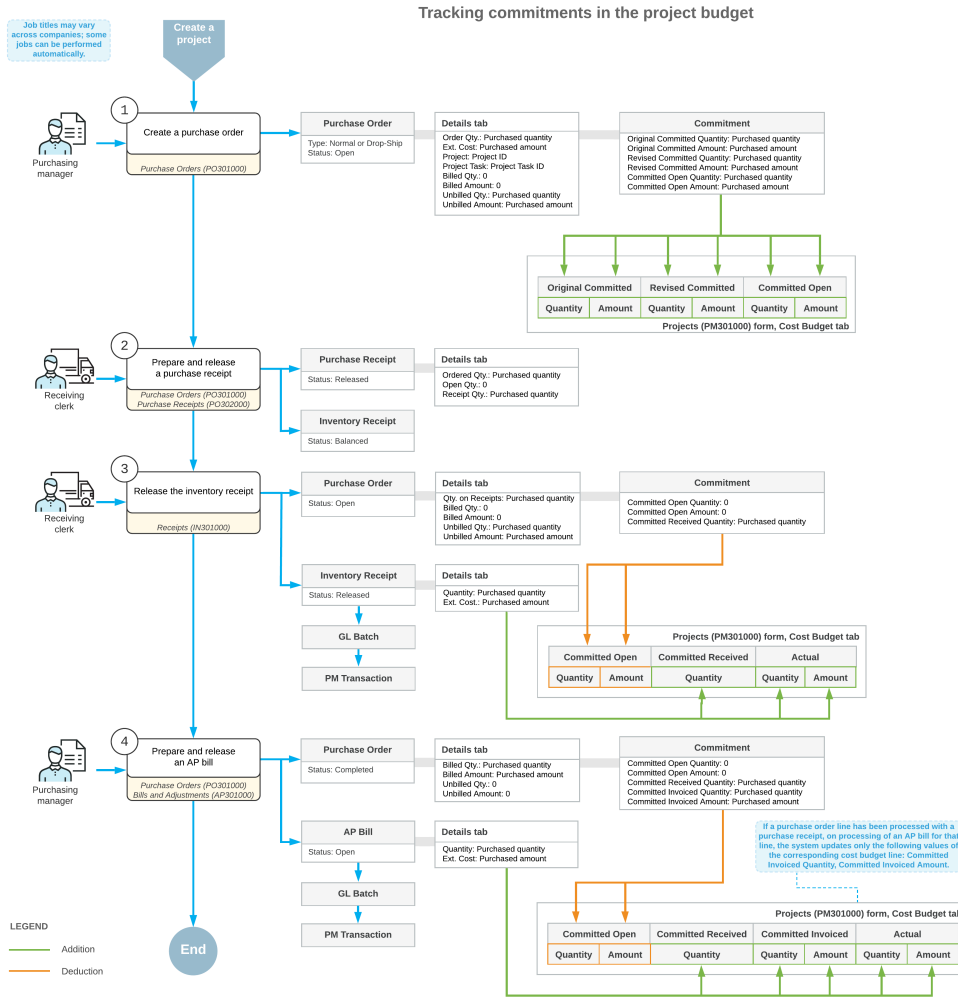 Tracking commitments in the project budget
Job titles may vary
across companies; some
jobs can be performed
automatically.
Create a
project
1
Create a purchase order
Purchase Orders (PO301000)
Purchasing
manager
Purchase Order
Type: Normal or Drop-Ship
Status: Open
Details tab
Order Qty.: Purchased quantity
Ext. Cost: Purchased amount
Project: Project ID
Project Task: Project Task ID
Billed Qty.: 0
Billed Amount: 0
Unbilled Qty.: Purchased quantity
Unbilled Amount: Purchased amount
Commitment
Original Committed Quantity: Purchased quantity
Original Committed Amount: Purchased amount
Revised Committed Quantity: Purchased quantity
Revised Committed Amount: Purchased amount
Committed Open Quantity: Purchased quantity
Committed Open Amount: Purchased amount
Original Committed Revised Committed Committed Open
Quantity Amount Quantity Amount Quantity Amount
Projects (PM301000) form, Cost Budget tab
2
Prepare and release
a purchase receipt
Purchase Orders (PO301000)
Purchase Receipts (PO302000)
Receiving
clerk
Purchase Receipt
Status: Released
Details tab
Ordered Qty.: Purchased quantity
Open Qty.: 0
Receipt Qty.: Purchased quantity
Inventory Receipt
Status: Balanced
3
Release the inventory receipt
Receipts (IN301000)
Receiving
clerk
Purchase Order
Status: Open
Details tab
Qty. on Receipts: Purchased quantity
Billed Qty.: 0
Billed Amount: 0
Unbilled Qty.: Purchased quantity
Unbilled Amount: Purchased amount
Commitment
Committed Open Quantity: 0
Committed Open Amount: 0
Committed Received Quantity: Purchased quantity
Inventory Receipt
Status: Released
Details tab
Quantity: Purchased quantity
Ext. Cost.: Purchased amount
GL Batch
PM Transaction
Projects (PM301000) form, Cost Budget tab
Committed Open Committed Received Actual
Quantity Amount Quantity Quantity Amount
4
Prepare and release
an AP bill
Purchase Orders (PO301000)
Bills and Adjustments (AP301000)
Purchasing
manager
Purchase Order
Status: Completed
Details tab
Billed Qty.: Purchased quantity
Billed Amount: Purchased amount
Unbilled Qty.: 0
Unbilled Amount: 0
Commitment
Committed Open Quantity: 0
Committed Open Amount: 0
Committed Received Quantity: Purchased quantity
Committed Invoiced Quantity: Purchased quantity
Committed Invoiced Amount: Purchased amount
AP Bill
Status: Open
Details tab
Quantity: Purchased quantity
Ext. Cost: Purchased amount
GL Batch
PM Transaction
If a purchase order line has been processed with a
purchase receipt, on processing of an AP bill for that
line, the system updates only the following values of
the corresponding cost budget line: Committed
Invoiced Quantity, Committed Invoiced Amount.
Projects (PM301000) form, Cost Budget tab
Committed Open Committed Received Committed Invoiced Actual
Quantity Amount Quantity Quantity Amount Quantity Amount
End
LEGEND
Addition
Deduction